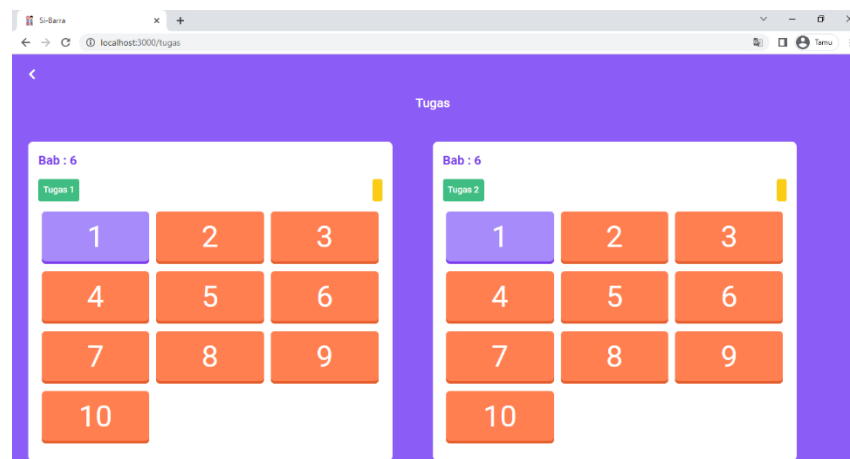 Si-Barra
localhost:3000/tugas
Tamu
Tugas
Bab : 6
Tugas 1
1 2 3
4 5 6
7 8 9
10
Bab : 6
Tugas 2
1 2 3
4 5 6
7 8 9
10